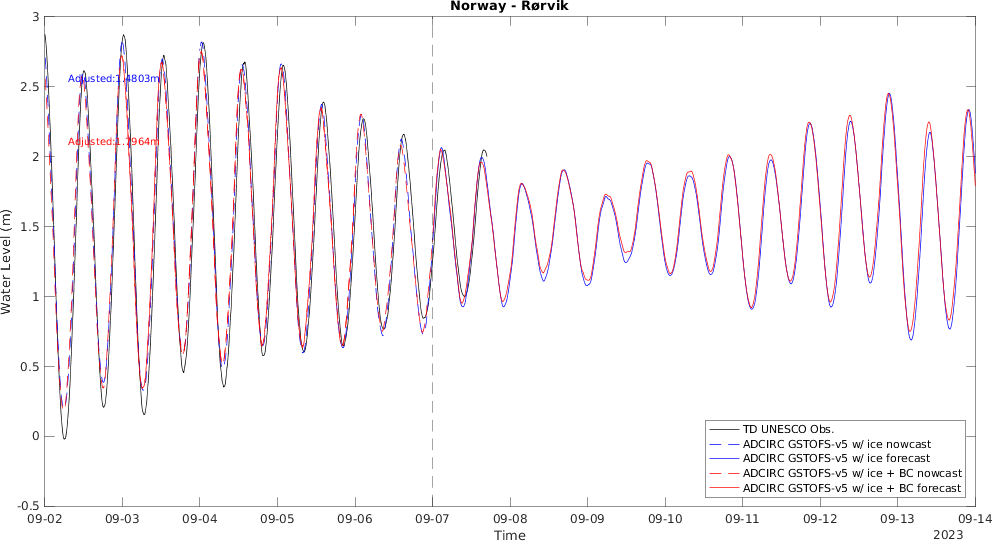 Norway - Rørvik
3
2.5
2
1.5
1
0.5
0
-0.5
Water Level (m)
Adjusted:1.4803m
Adjusted:1.7964m
TD UNESCO Obs.
ADCIRC GSTOFS-v5 w/ ice nowcast
ADCIRC GSTOFS-v5 w/ ice forecast
ADCIRC GSTOFS-v5 w/ ice + BC nowcast
ADCIRC GSTOFS-v5 w/ ice + BC forecast
09-02 09-03 09-04 09-05 09-06 09-07 09-08 09-09 09-10 09-11 09-12 09-13 09-14
Time
2023